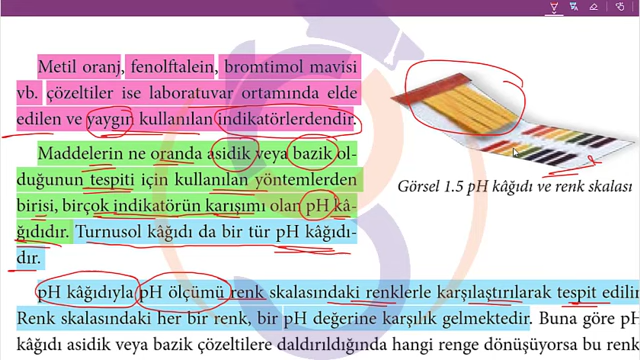 Metil oranj, fenolftalein, bromtimol mavisi
vb. çözeltiler ise laboratuvar ortamında elde
edilen ve yaygın kullanılan indikatörlerdendir.
Maddelerin ne oranda asidik veya bazik ol-
duğunun tespiti için kullanılan yöntemlerden
birisi, birçok indikatörün karışımı olan pH kâ-
ğıdıdır. Turnusol kâğıdı da bir tür pH kâğıdı-
dır.
Görsel 1.5 pH kâğıdı ve renk skalası
pH kâğıdıyla pH ölçümü renk skalasındaki renklerle karşılaştırılarak tespit edilir
Renk skalasındaki her bir renk, bir pH değerine karşılık gelmektedir. Buna göre pH
kâğıdı asidik veya bazik çözeltilere daldırıldığında hangi renge dönüşüyorsa bu renk